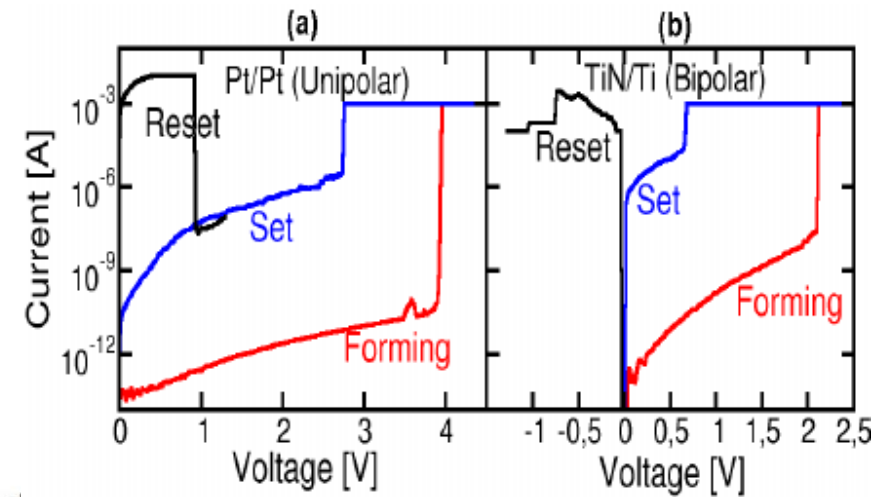 (a)
(b)
Pt/Pt (Unipolar)
TiN/Ti (Bipolar)
Reset
Set
Forming
Reset
Set
Forming
Current [A]
10-3
10-6
10-9
10-12
0 1 2 3 4
-1 -0,5 0 0,5 1 1,5 2 2,5
Voltage [V]
Voltage [V]